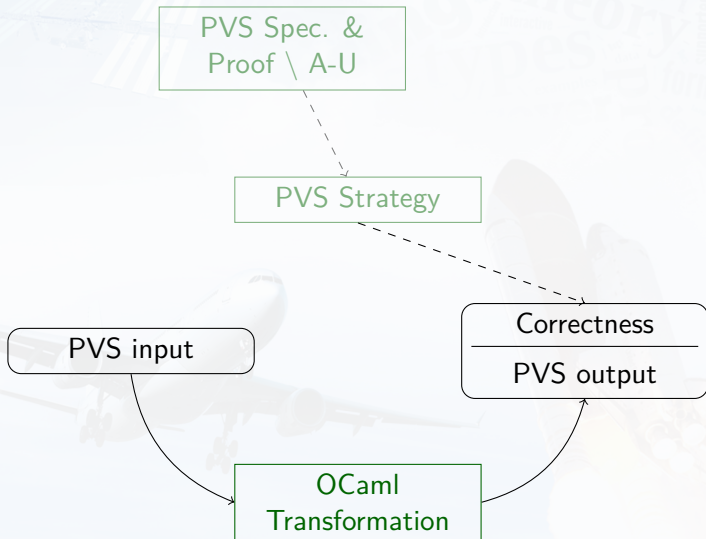 PVS Spec. &
Proof \ A-U
PVS Strategy
Correctness
PVS input
PVS output
OCaml
Transformation